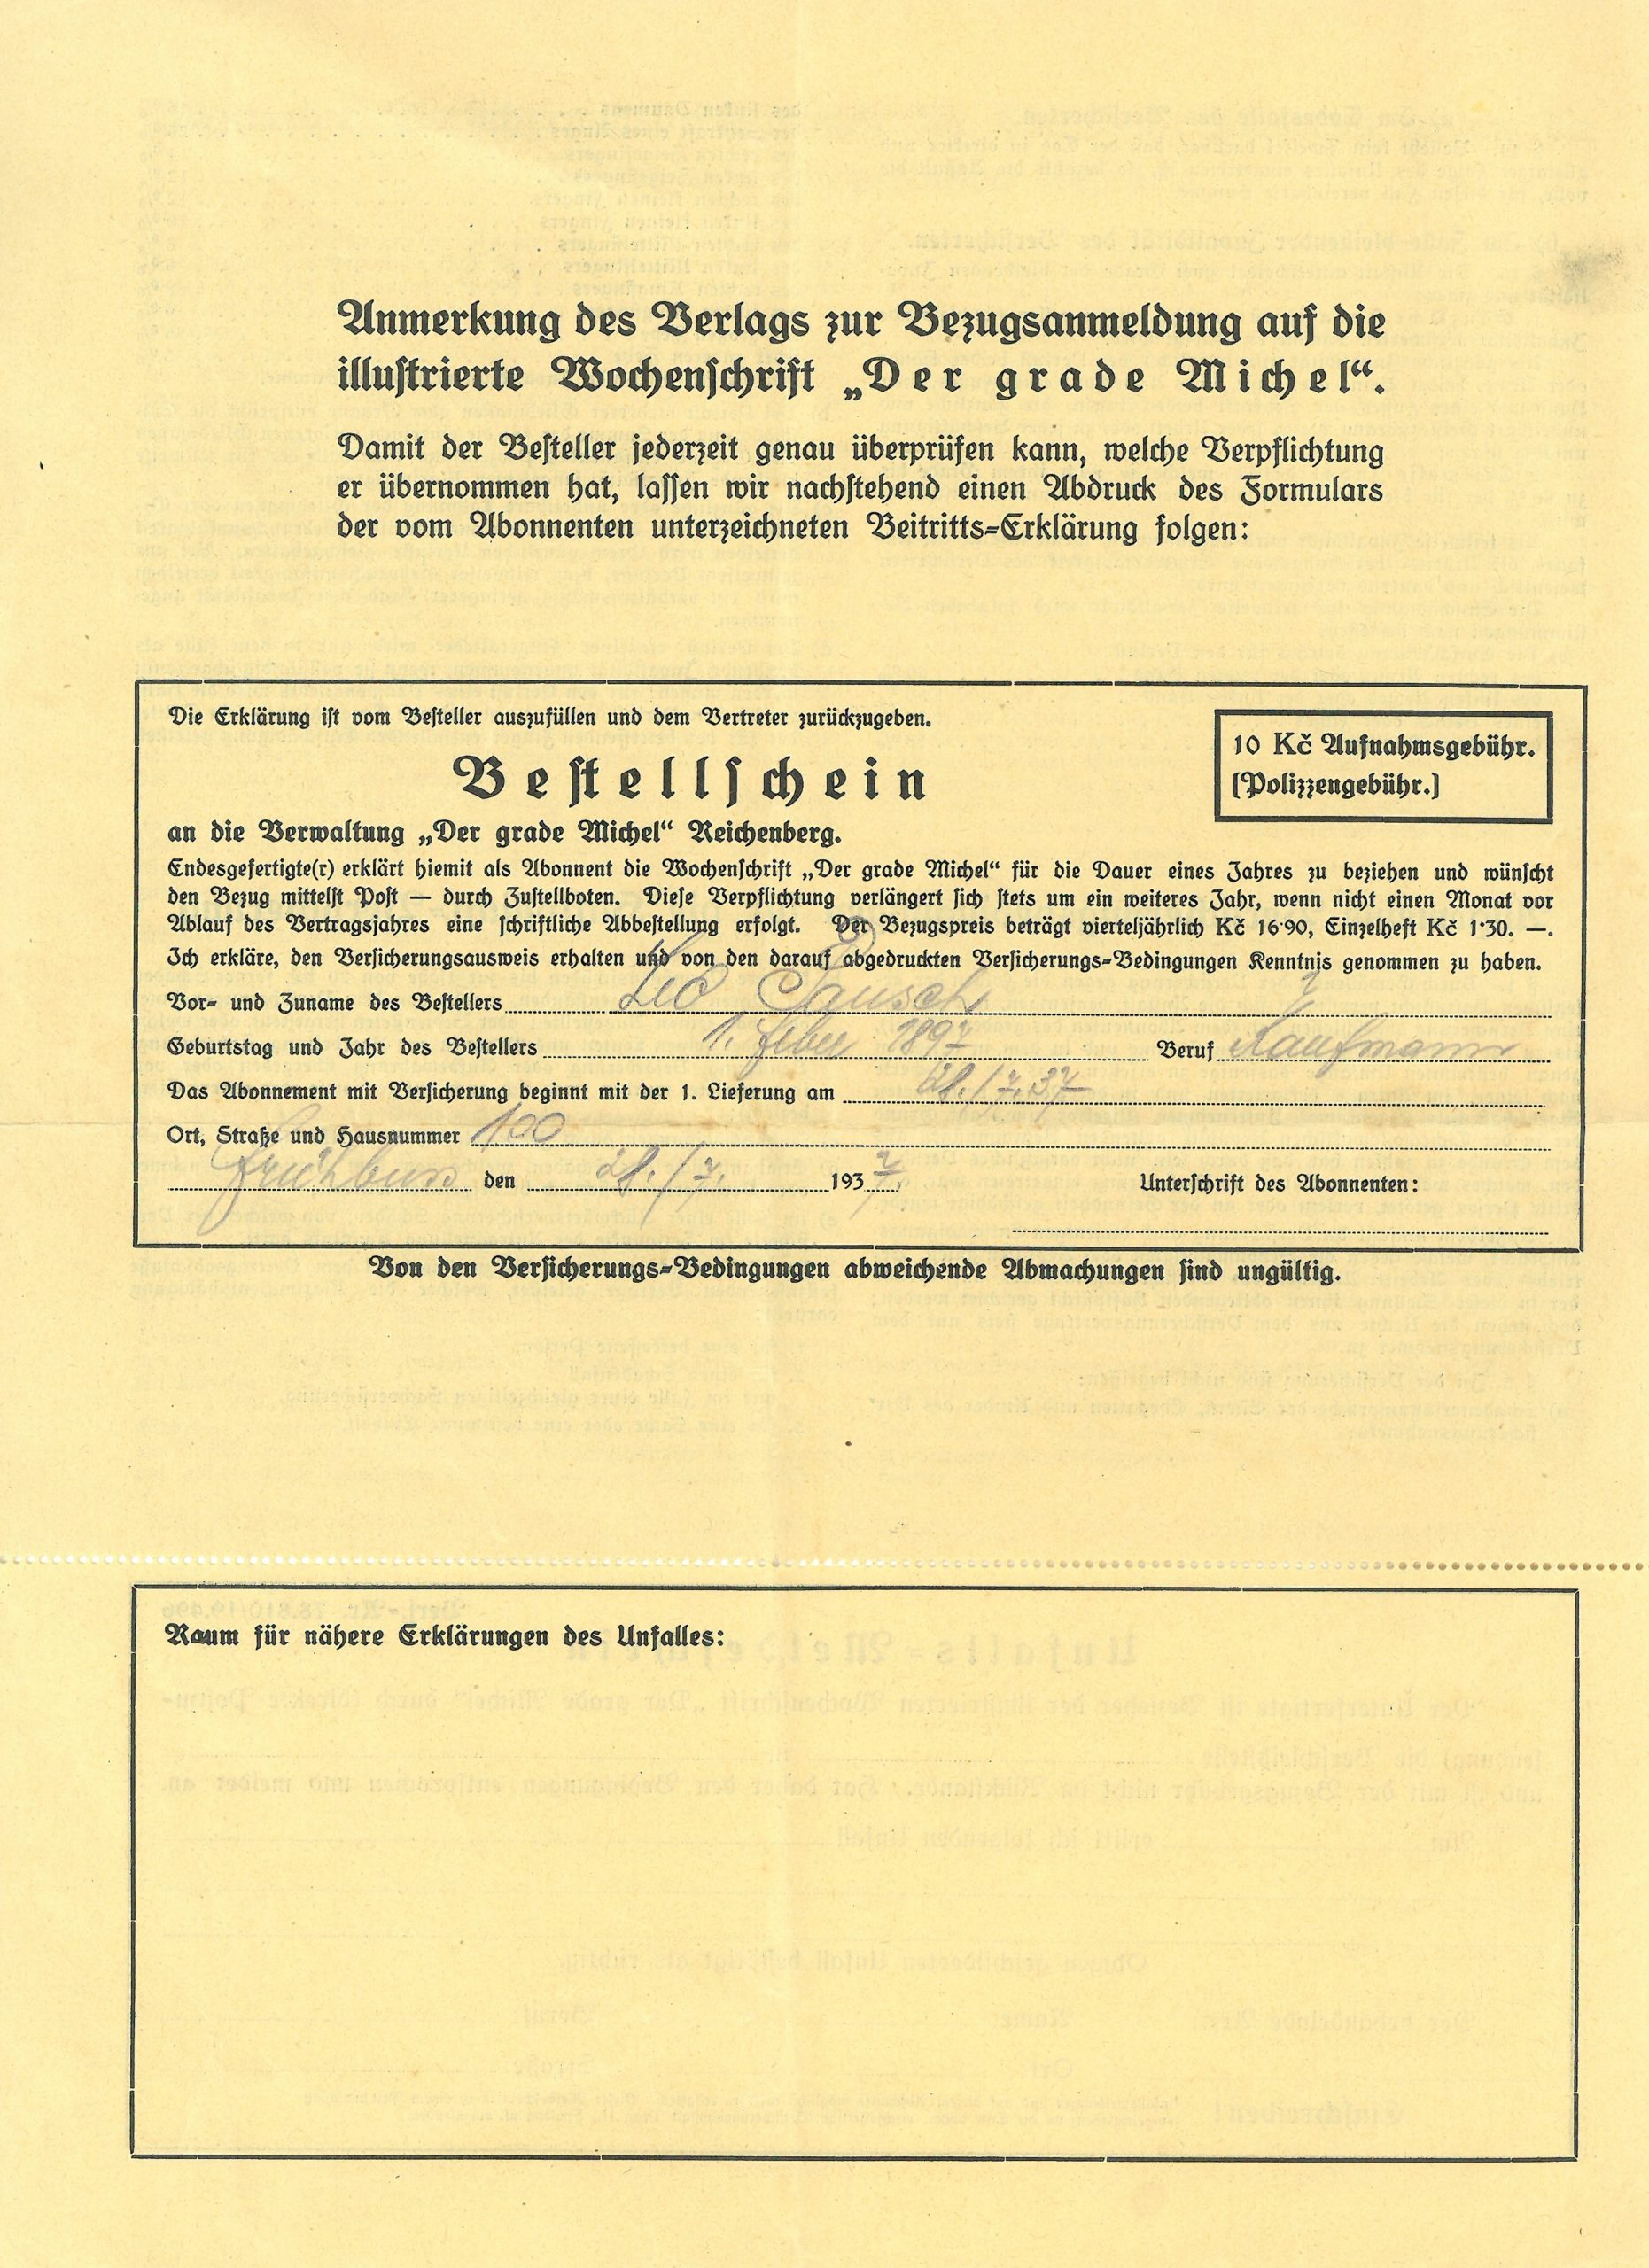 Anmerkung des Verlags zur Bezugsanmeldung auf die
illustrierte Wochenschrift „Der grade Michel“.
Damit der Besteller jederzeit genau überprüfen kann, welche Verpflichtung
er übernommen hat, lassen wir nachstehend einen Abdruck des Formulars
der vom Abonnenten unterzeichneten Beitritts-Erklärung folgen:
Die Erklärung ist vom Besteller auszufüllen und dem Vertreter zurückzugeben.
10 Kč Aufnahmsgebühr.
(Polizzengebühr.)
Bestellschein
an die Verwaltung „Der grade Michel“ Reichenberg.
Endesgefertigte(r) erklärt hiemit als Abonnent die Wochenschrift „Der grade Michel“ für die Dauer eines Jahres zu beziehen und wünscht
den Bezug mittelst Post — durch Zustellboten. Diese Verpflichtung verlängert sich stets um ein weiteres Jahr, wenn nicht einen Monat vor
Ablauf des Vertragsjahres eine schriftliche Abbestellung erfolgt. Der Bezugspreis beträgt vierteljährlich Kč 16·90, Einzelheft Kč 1·30. —.
Ich erkläre, den Versicherungsausweis erhalten und von den darauf abgedruckten Versicherungs-Bedingungen Kenntnis genommen zu haben.
Vor- und Zuname des Bestellers Leo
Geburtstag und Jahr des Bestellers 1. feber 1897 Beruf Kaufmann
Das Abonnement mit Versicherung beginnt mit der 1. Lieferung am 28./7.37
Ort, Straße und Hausnummer 100
Frühbuss den 28./7. 1937.
Unterschrift des Abonnenten:
Von den Versicherungs-Bedingungen abweichende Abmachungen sind ungültig.
Raum für nähere Erklärungen des Unfalles: